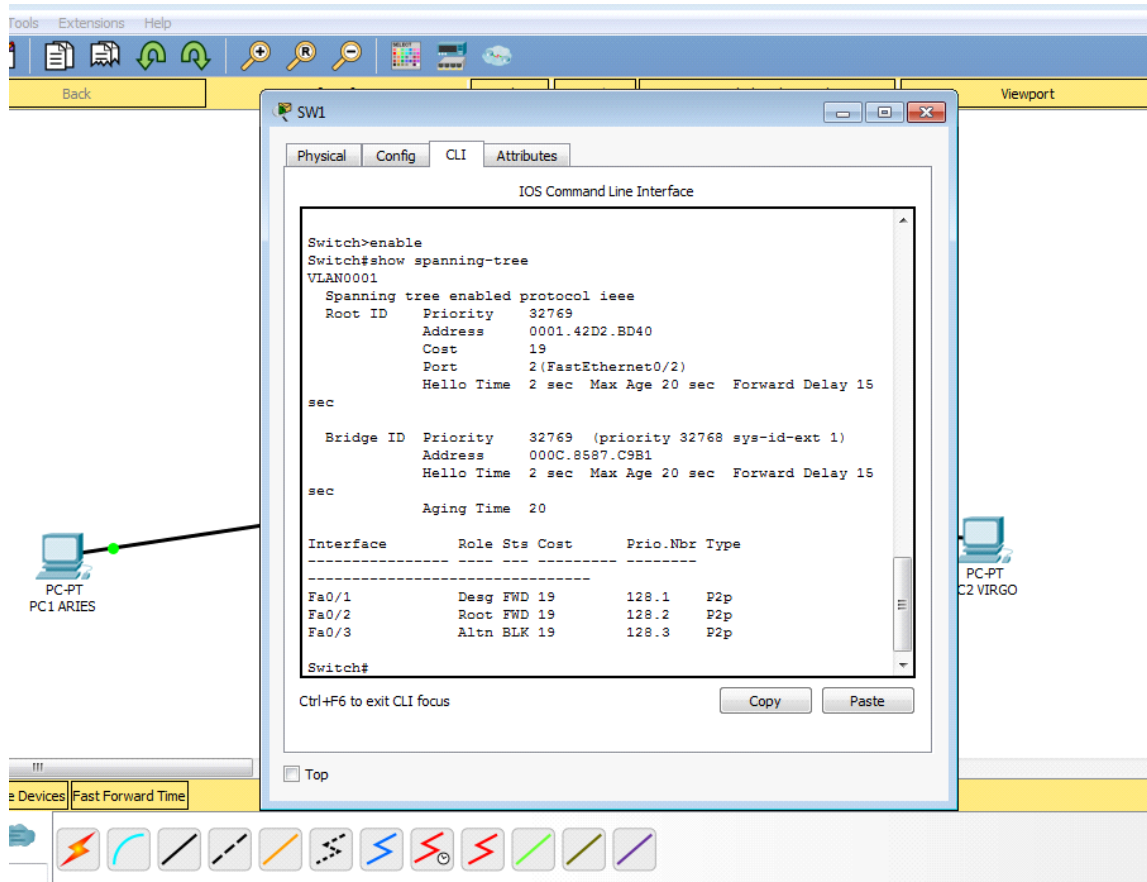 Tools Extensions Help
Back
Viewport
SW1
Physical Config CLI Attributes
IOS Command Line Interface
Switch>enable
Switch#show spanning-tree
VLAN0001
Spanning tree enabled protocol ieee
Root ID Priority 32769
Address 0001.42D2.BD40
Cost 19
Port 2(FastEthernet0/2)
Hello Time 2 sec Max Age 20 sec Forward Delay 15
sec
Bridge ID Priority 32769 (priority 32768 sys-id-ext 1)
Address 000C.8587.C9B1
Hello Time 2 sec Max Age 20 sec Forward Delay 15
sec
Aging Time 20
Interface Role Sts Cost Prio.Nbr Type
---------------- ---- --- --------- --------
--------------------------------
Fa0/1 Desg FWD 19 128.1 P2p
Fa0/2 Root FWD 19 128.2 P2p
Fa0/3 Altn BLK 19 128.3 P2p
Switch#
Ctrl+F6 to exit CLI focus
Copy Paste
Top
PC-PT
PC1 ARIES
PC-PT
C2 VIRGO
e Devices Fast Forward Time